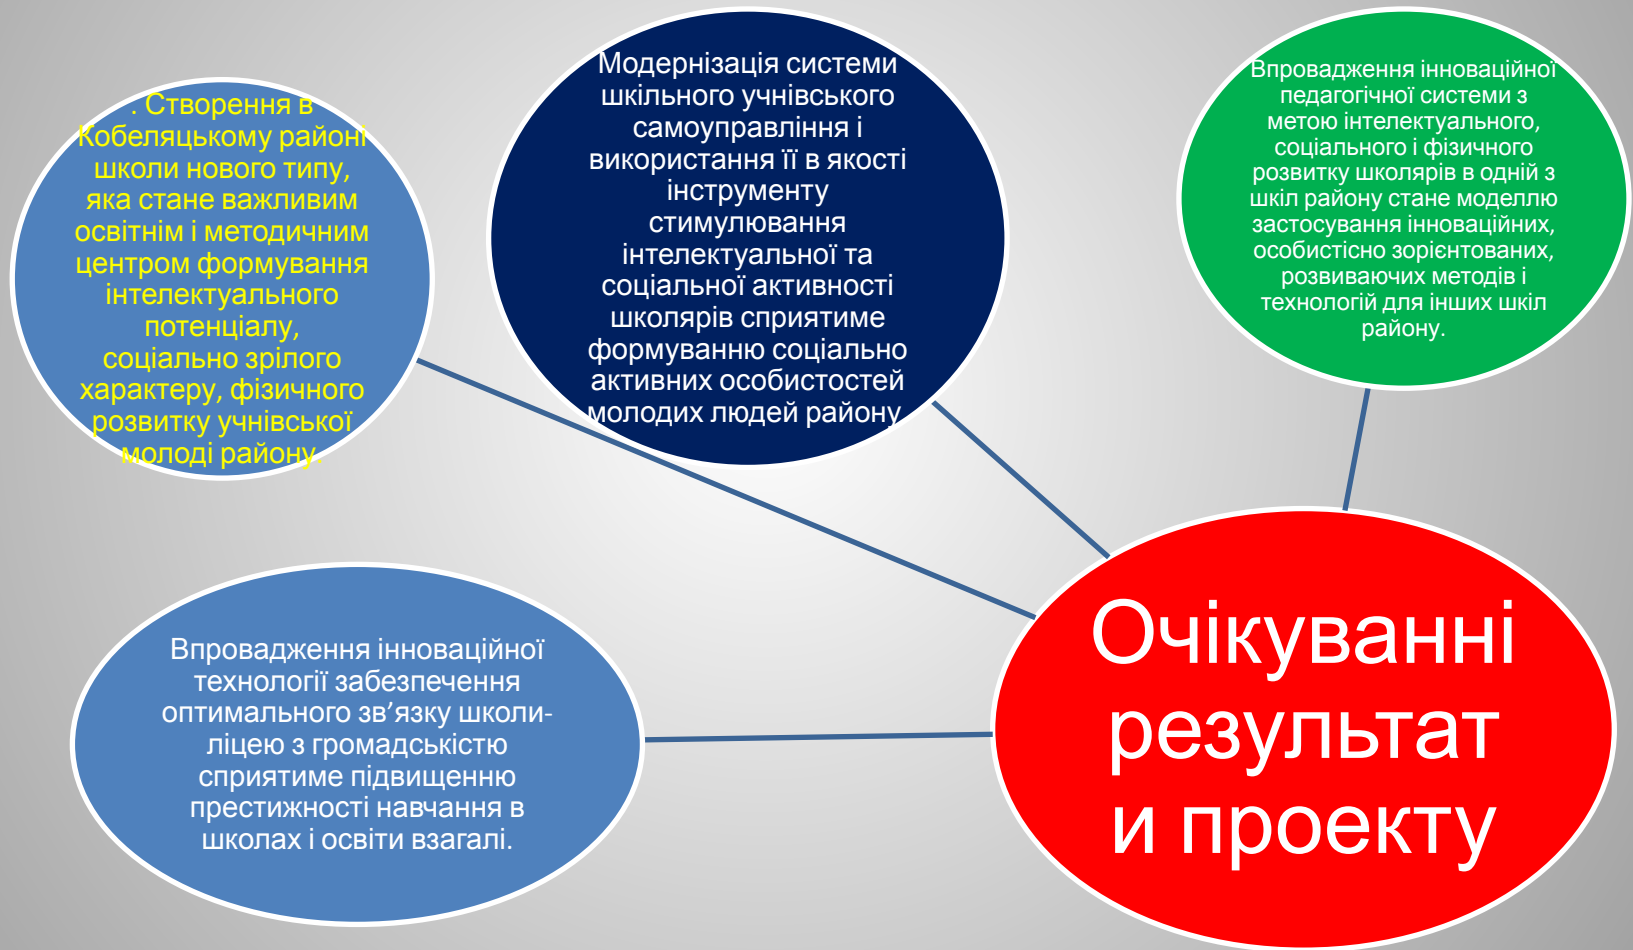 . Створення в
Кобеляцькому районі
школи нового типу,
яка стане важливим
освітнім і методичним
центром формування
інтелектуального
потенціалу,
соціально зрілого
характеру, фізичного
розвитку учнівської
молоді району.
Модернізація системи
шкільного учнівського
самоуправління і
використання її в якості
інструменту
стимулювання
інтелектуальної та
соціальної активності
школярів сприятиме
формуванню соціально
активних особистостей
молодих людей району
Впровадження інноваційної
педагогічної системи з
метою інтелектуального,
соціального і фізичного
розвитку школярів в одній з
шкіл району стане моделлю
застосування інноваційних,
особистісно зорієнтованих,
розвиваючих методів і
технологій для інших шкіл
району.
Впровадження інноваційної
технології забезпечення
оптимального зв’язку школи-
ліцею з громадськістю
сприятиме підвищенню
престижності навчання в
школах і освіти взагалі.
Очікуванні
результат
и проекту